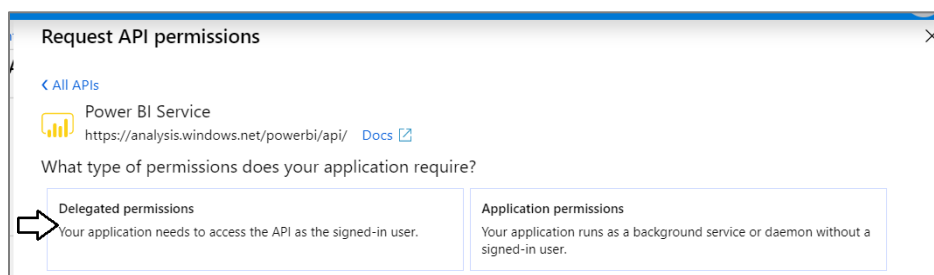 Request API permissions
All APIs
Power BI Service
https://analysis.windows.net/powerbi/api/ Docs
What type of permissions does your application require?
Delegated permissions
Your application needs to access the API as the signed-in user.
Application permissions
Your application runs as a background service or daemon without a
signed-in user.